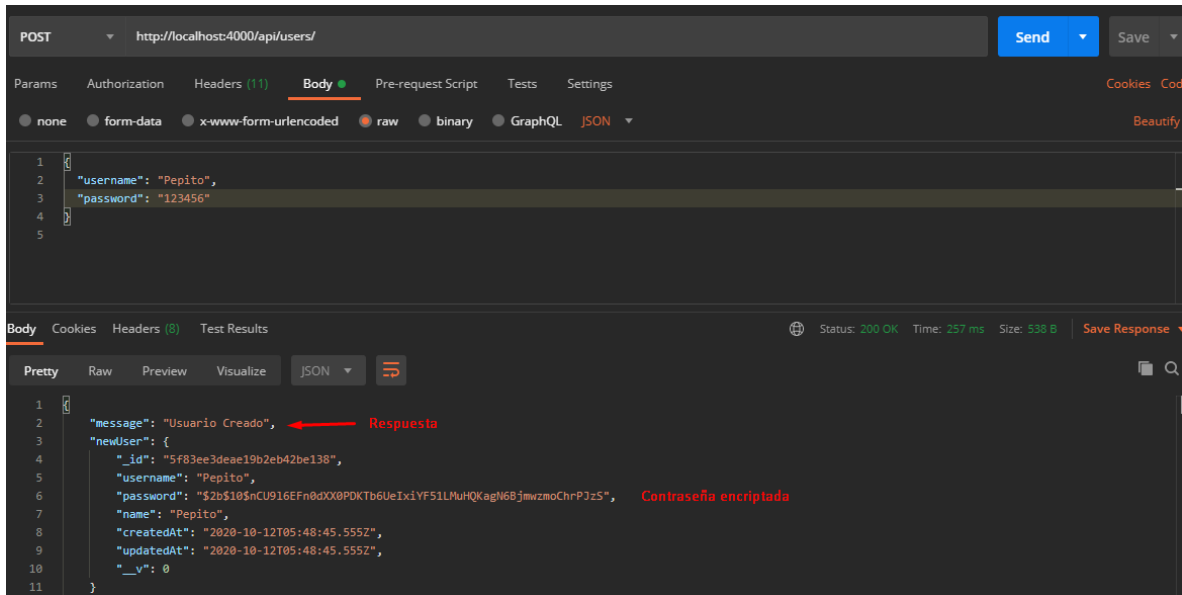 POST http://localhost:4000/api/users/ Send Save
Params Authorization Headers (11) Body Pre-request Script Tests Settings Cookies Cod
none form-data x-www-form-urlencoded raw binary GraphQL JSON Beautify
1 {
2 "username": "Pepito",
3 "password": "123456"
4 }
5
Body Cookies Headers (8) Test Results Status: 200 OK Time: 257 ms Size: 538 B Save Response
Pretty Raw Preview Visualize JSON
1 {
2 "message": "Usuario Creado", Respuesta
3 "newUser": {
4 "_id": "5f83ee3deae19b2eb42be138",
5 "username": "Pepito",
6 "password": "$2b$10$nCU916EFn0dXX0PDKTb6UeIxiYF51LMuHQKagN6BjmwzmoChrPJzS", Contraseña encriptada
7 "name": "Pepito",
8 "createdAt": "2020-10-12T05:48:45.555Z",
9 "updatedAt": "2020-10-12T05:48:45.555Z",
10 "__v": 0
11 }